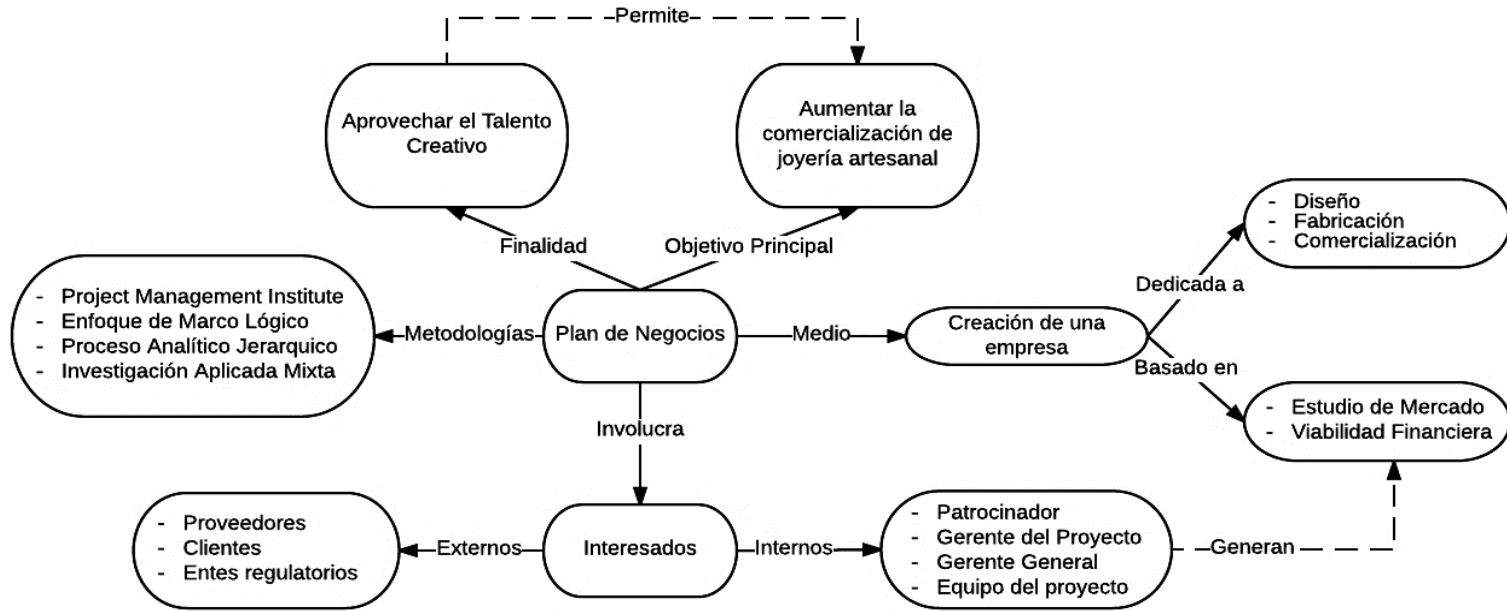 Permite
Aprovechar el Talento
Creativo
Aumentar la
comercialización de
joyería artesanal
Finalidad
Objetivo Principal
- Diseño
- Fabricación
- Comercialización
Dedicada a
- Project Management Institute
- Enfoque de Marco Lógico
- Proceso Analítico Jerarquico
- Investigación Aplicada Mixta
Metodologías
Plan de Negocios
Medio
Creación de una
empresa
Basado en
- Estudio de Mercado
- Viabilidad Financiera
Involucra
- Proveedores
- Clientes
- Entes regulatorios
Externos
Interesados
Internos
- Patrocinador
- Gerente del Proyecto
- Gerente General
- Equipo del proyecto
Generan